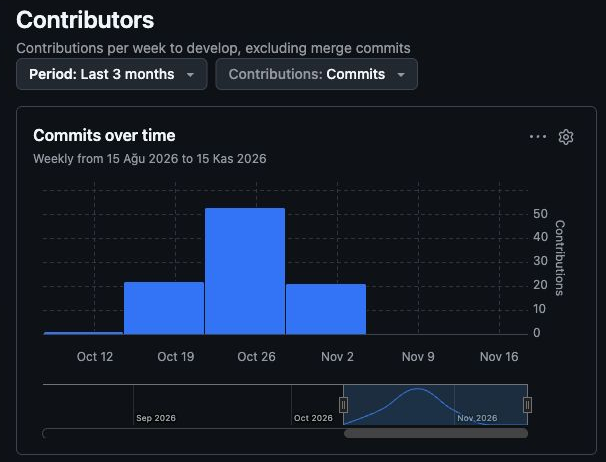 Contributors
Contributions per week to develop, excluding merge commits
Period: Last 3 months
Contributions: Commits
Commits over time
Weekly from 15 Ağu 2026 to 15 Kas 2026
50
40
30
20
10
0
Contributions
Oct 12 Oct 19 Oct 26 Nov 2 Nov 9 Nov 16
Sep 2026 Oct 2026 Nov 2026